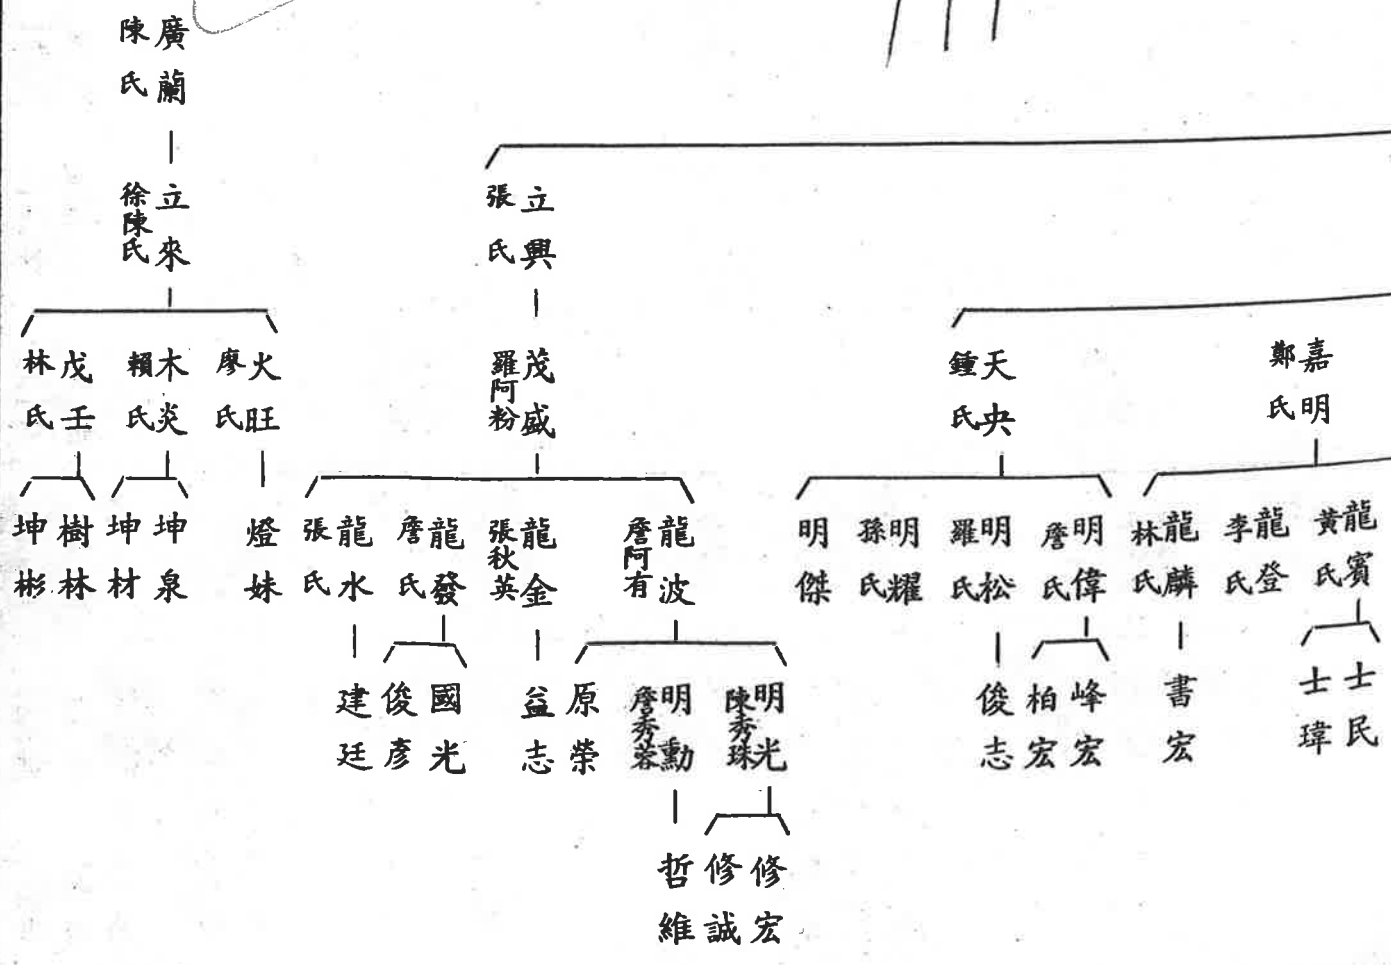 廣蘭
陳氏
立來
徐陳氏
立興
張氏
火旺
廖氏
木炎
賴氏
戊壬
林氏
茂盛
羅阿粉
天央
鍾氏
嘉明
鄭氏
龍賓
黃氏
龍登
李氏
龍麟
林氏
明偉
詹氏
明松
羅氏
明耀
孫氏
明傑
龍波
詹阿有
龍金
張秋英
龍發
詹氏
龍水
張氏
燈妹
坤泉
坤材
樹林
坤彬
士民
士瑋
書宏
峰宏
柏宏
俊志
明光
陳秀珠
明勳
詹秀蓉
原榮
益志
國光
俊彥
建廷
修宏
修誠
哲維